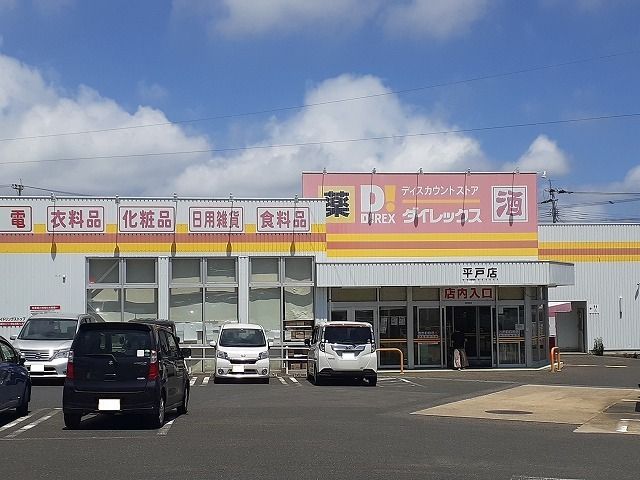 電
衣料品
化粧品
日用雑貨
食料品
薬
D!
DIREX
ディスカウントストア
ダイレックス
酒
平戸店
店内入口